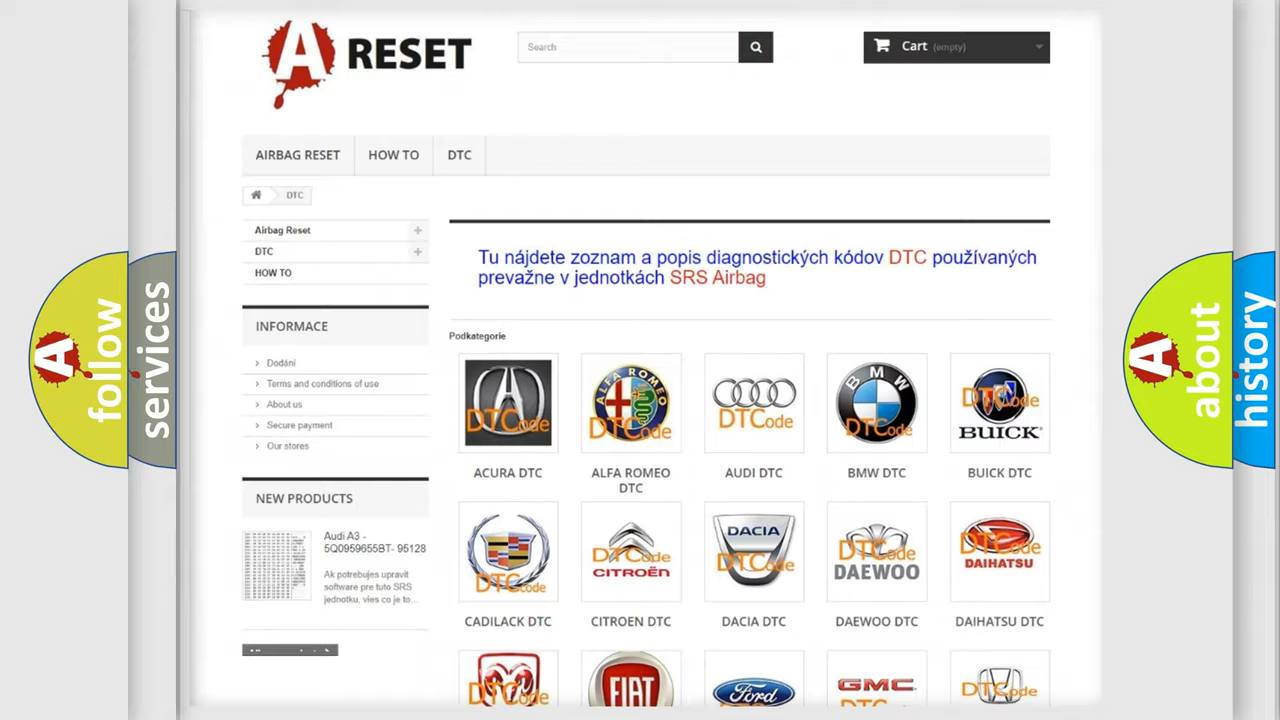 A RESET
Search
Cart (empty)
AIRBAG RESET
HOW TO
DTC
DTC
Airbag Reset
DTC
HOW TO
Tu nájdete zoznam a popis diagnostických kódov DTC používaných
prevažne v jednotkách SRS Airbag
INFORMACE
Dodání
Terms and conditions of use
About us
Secure payment
Our stores
NEW PRODUCTS
Audi A3 -
5Q0959655BT- 95128
Ak potrebujes upravit
software pre tuto SRS
jednotku, vies co je to...
Podkategorie
DTCode
ALFA ROMEO
DTCode
DTCode
BMW
DTCode
DTCode
BUICK
ACURA DTC
ALFA ROMEO
DTC
AUDI DTC
BMW DTC
BUICK DTC
DTCode
DTCode
CITROËN
DACIA
DTCode
DTCode
DAEWOO
DTCode
DAIHATSU
CADILACK DTC
CITROEN DTC
DACIA DTC
DAEWOO DTC
DAIHATSU DTC
DTCode
FIAT
Ford
GMC
DTCode
A
follow
services
A
about
history